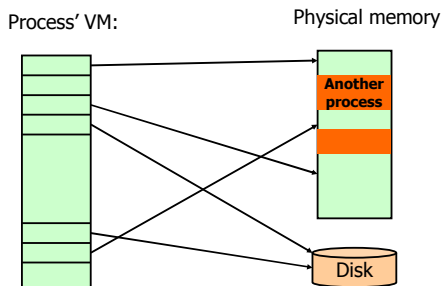 Process’ VM:
Physical memory
Another
process
Disk